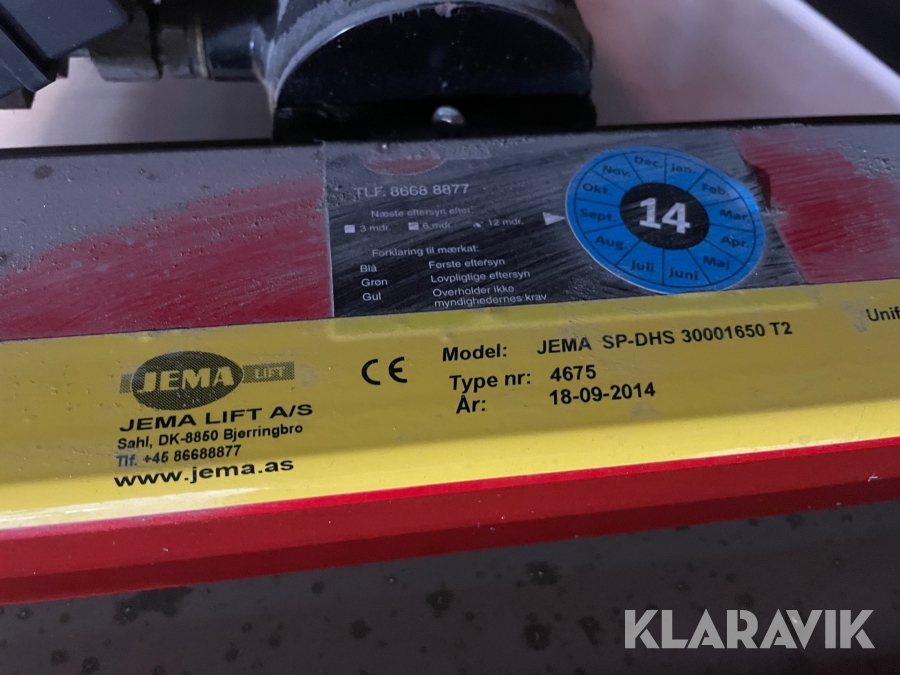 TLF. 8668 8877
Næste eftersyn efter:
3 mdr. 6 mdr. 12 mdr.
Forklaring til mærkat:
Blå Første eftersyn
Grøn Lovpligtige eftersyn
Gul Overholder ikke
myndighedernes krav
Jan. Feb. Mar. Apr. Maj Juni Juli Aug. Sept. Okt. Nov. Dec.
14
Unif
JEMA LIFT
JEMA LIFT A/S
Sahl, DK-8850 Bjerringbro
Tlf. +45 86688877
www.jema.as
CE
Model: JEMA SP-DHS 30001650 T2
Type nr: 4675
År: 18-09-2014
KLARAVIK